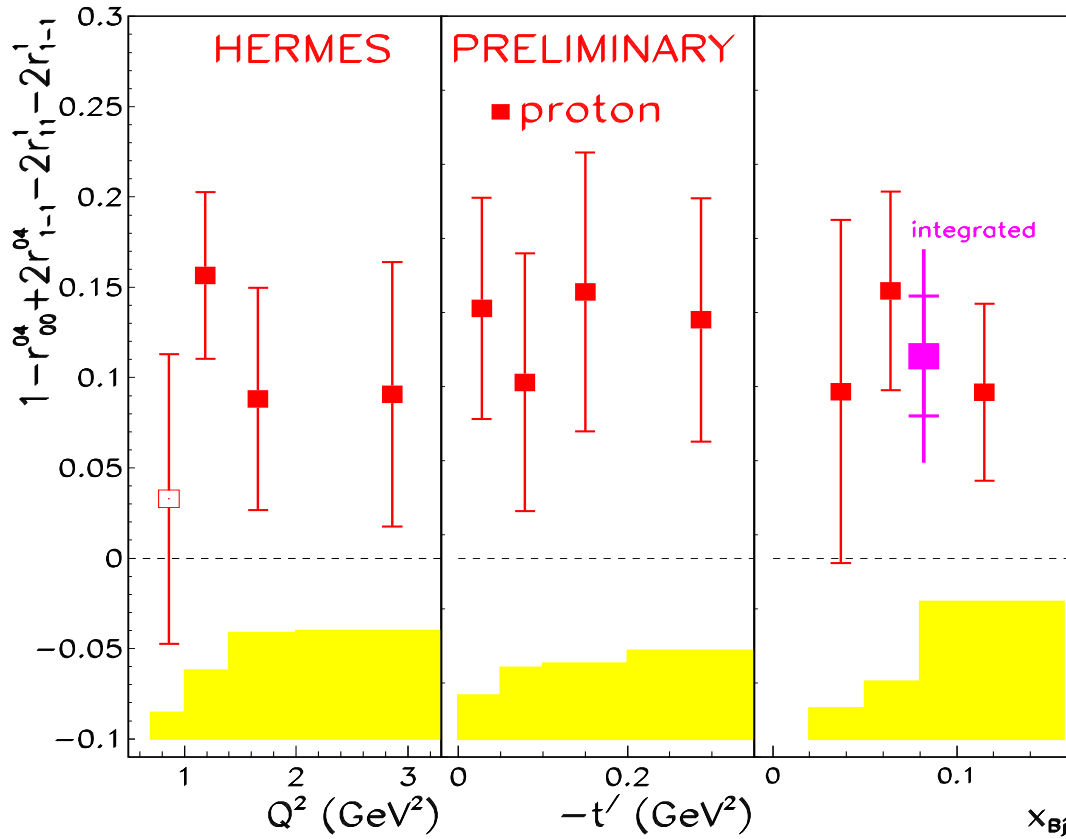 HERMES PRELIMINARY
proton
integrated
1−r⁰⁴₀₀+2r⁰⁴₁₋₁−2r¹₁₁−2r¹₁₋₁
0.3
0.25
0.2
0.15
0.1
0.05
0
−0.05
−0.1
1 2 3
0 0.2
0 0.1
Q² (GeV²)
−t′ (GeV²)
x_Bj